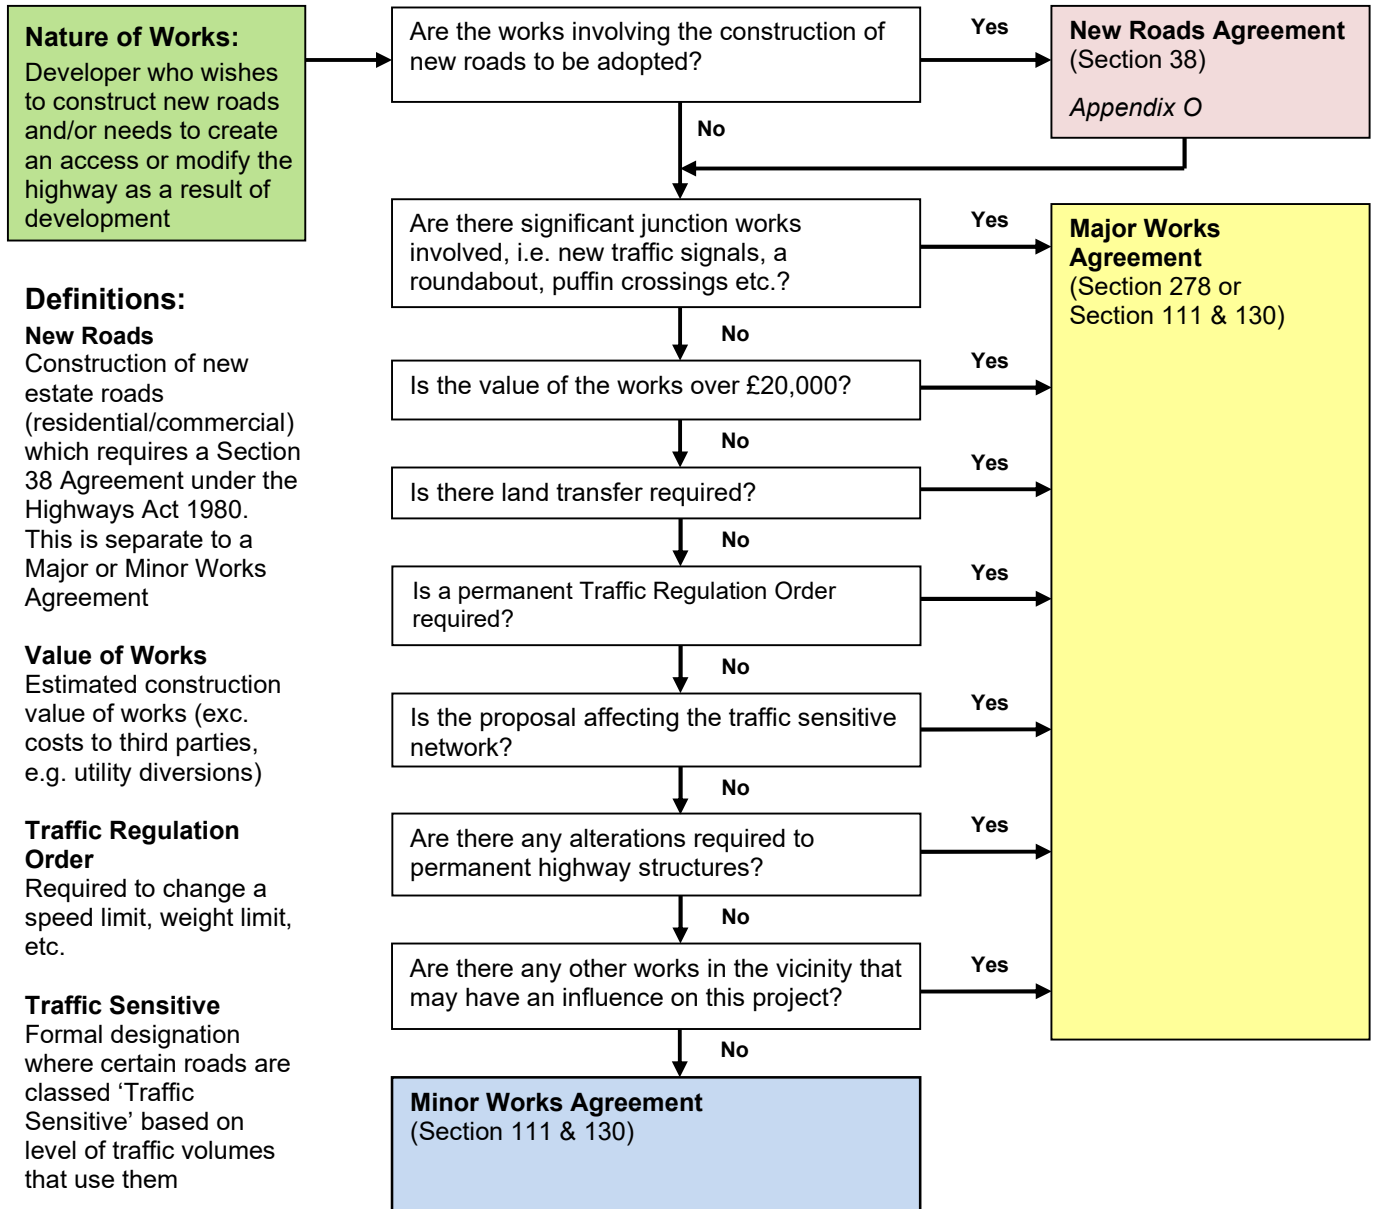 Nature of Works:
Developer who wishes
to construct new roads
and/or needs to create
an access or modify the
highway as a result of
development
Are the works involving the construction of
new roads to be adopted?
Yes
New Roads Agreement
(Section 38)
Appendix O
No
Are there significant junction works
involved, i.e. new traffic signals, a
roundabout, puffin crossings etc.?
Yes
Major Works
Agreement
(Section 278 or
Section 111 & 130)
No
Is the value of the works over £20,000?
Yes
No
Is there land transfer required?
Yes
No
Is a permanent Traffic Regulation Order
required?
Yes
No
Is the proposal affecting the traffic sensitive
network?
Yes
No
Are there any alterations required to
permanent highway structures?
Yes
No
Are there any other works in the vicinity that
may have an influence on this project?
Yes
No
Minor Works Agreement
(Section 111 & 130)
Definitions:
New Roads
Construction of new
estate roads
(residential/commercial)
which requires a Section
38 Agreement under the
Highways Act 1980.
This is separate to a
Major or Minor Works
Agreement
Value of Works
Estimated construction
value of works (exc.
costs to third parties,
e.g. utility diversions)
Traffic Regulation
Order
Required to change a
speed limit, weight limit,
etc.
Traffic Sensitive
Formal designation
where certain roads are
classed ‘Traffic
Sensitive’ based on
level of traffic volumes
that use them